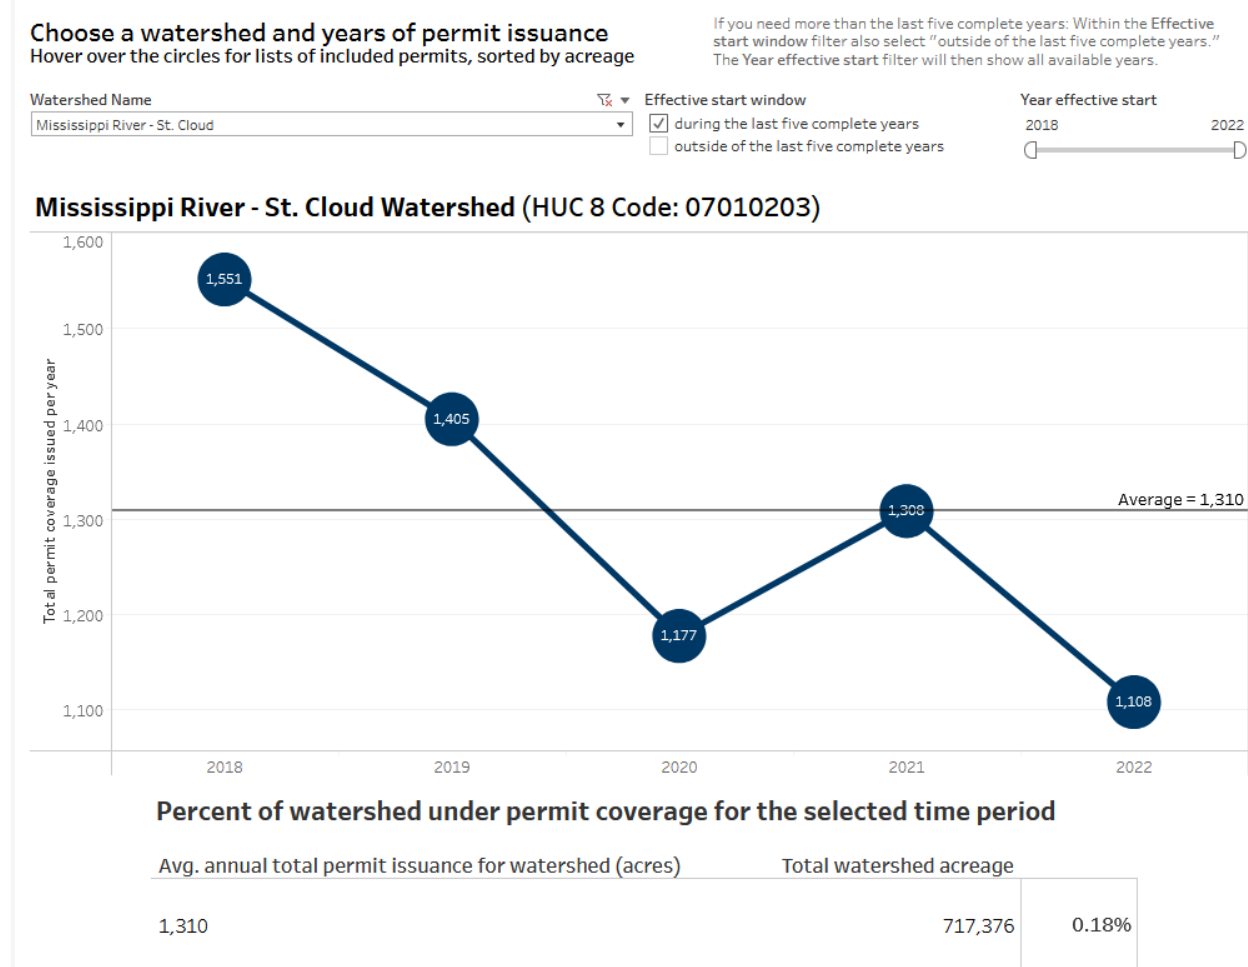 Choose a watershed and years of permit issuance
Hover over the circles for lists of included permits, sorted by acreage
If you need more than the last five complete years: Within the Effective
start window filter also select "outside of the last five complete years."
The Year effective start filter will then show all available years.
Watershed Name
Mississippi River - St. Cloud
Effective start window
during the last five complete years
outside of the last five complete years
Year effective start
2018 2022
Mississippi River - St. Cloud Watershed (HUC 8 Code: 07010203)
Total permit coverage issued per year
1,600
1,500
1,400
1,300
1,200
1,100
1,551
1,405
1,177
1,308
1,108
Average = 1,310
2018 2019 2020 2021 2022
Percent of watershed under permit coverage for the selected time period
Avg. annual total permit issuance for watershed (acres) Total watershed acreage
1,310 717,376 0.18%